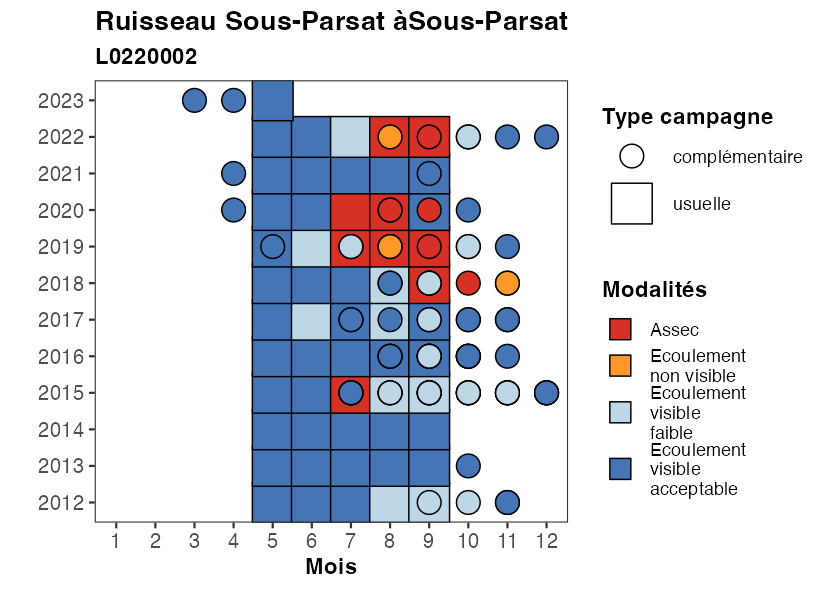 Ruisseau Sous-Parsat àSous-Parsat
L0220002
2023
2022
2021
2020
2019
2018
2017
2016
2015
2014
2013
2012
1 2 3 4 5 6 7 8 9 10 11 12
Mois
Type campagne
complémentaire
usuelle
Modalités
Assec
Ecoulement
non visible
Ecoulement
visible
faible
Ecoulement
visible
acceptable